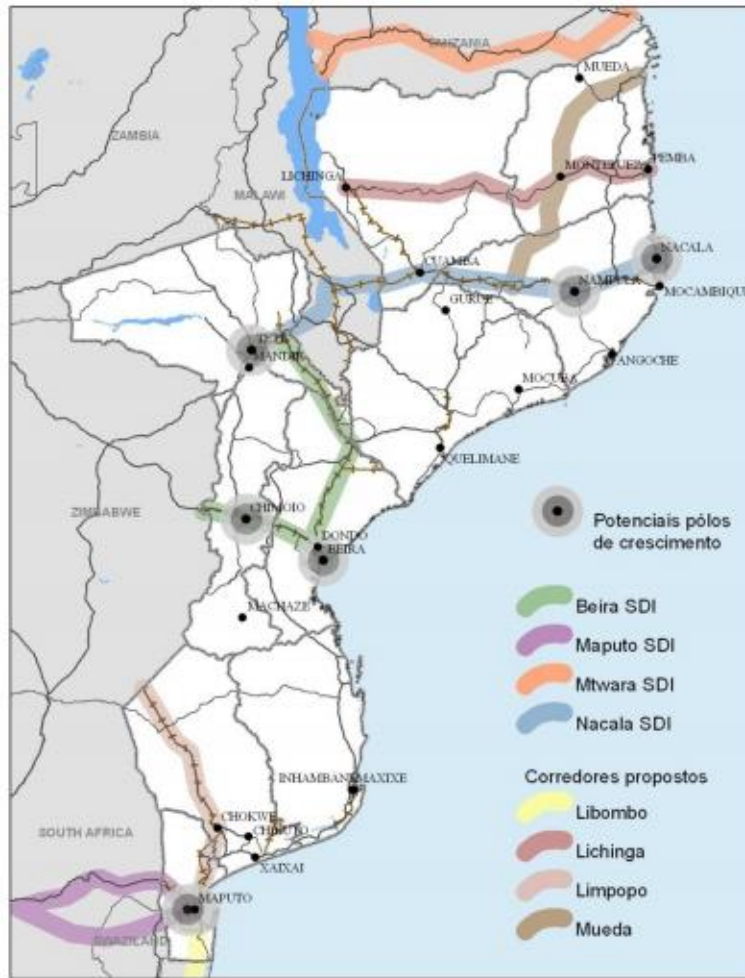 TANZANIA
MUEDA
ZAMBIA
MONTEPUEZ
PEMBA
LICHINGA
MALAWI
NACALA
CUAMBA
NAMPULA
MOCAMBIQUE
GURUE
TETE
MANDIK
ANGOCHE
MOCUBA
QUELIMANE
ZIMBABWE
CHIMOIO
DONDO
BEIRA
Potenciais pólos
de crescimento
MACHAZE
Beira SDI
Maputo SDI
Mtwara SDI
Nacala SDI
INHAMBANE
MAXIXE
Corredores propostos
SOUTH AFRICA
CHOKWE
CHIBUTO
XAIXAI
Libombo
Lichinga
Limpopo
Mueda
MAPUTO
SWAZILAND